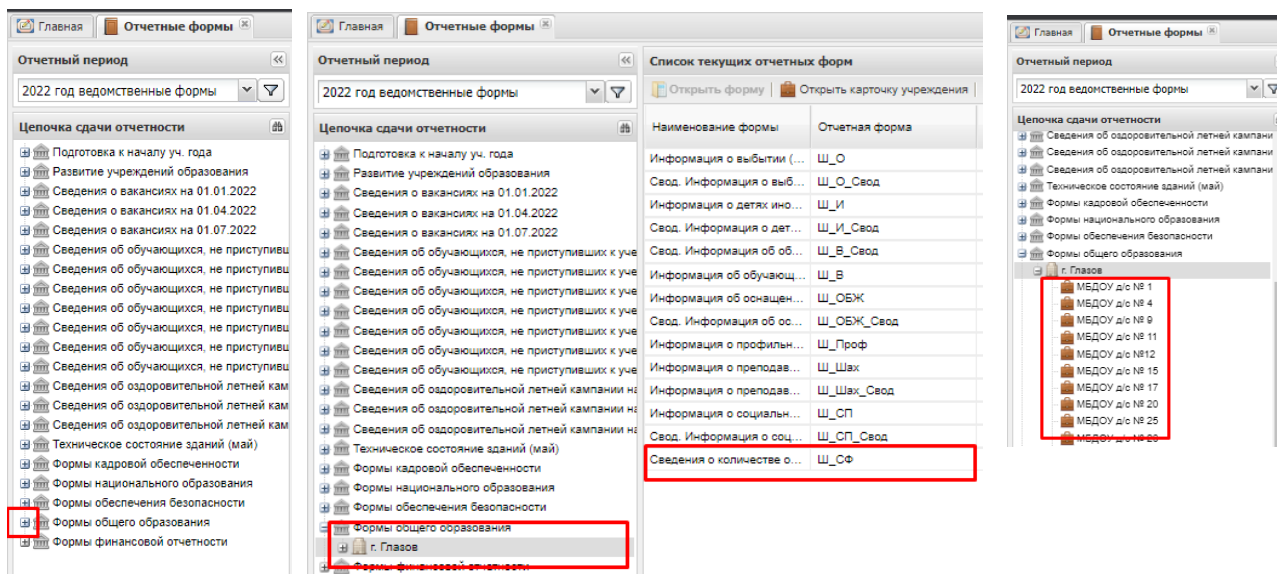 Главная
Отчетные формы
Отчетный период
2022 год ведомственные формы
Цепочка сдачи отчетности
Подготовка к началу уч. года
Развитие учреждений образования
Сведения о вакансиях на 01.01.2022
Сведения о вакансиях на 01.04.2022
Сведения о вакансиях на 01.07.2022
Сведения об обучающихся, не приступивш
Сведения об обучающихся, не приступивш
Сведения об обучающихся, не приступивш
Сведения об обучающихся, не приступивш
Сведения об обучающихся, не приступивш
Сведения об обучающихся, не приступивш
Сведения об обучающихся, не приступивш
Сведения об оздоровительной летней кам
Сведения об оздоровительной летней кам
Сведения об оздоровительной летней кам
Техническое состояние зданий (май)
Формы кадровой обеспеченности
Формы национального образования
Формы обеспечения безопасности
Формы общего образования
Формы финансовой отчетности
Главная
Отчетные формы
Отчетный период
2022 год ведомственные формы
Цепочка сдачи отчетности
Подготовка к началу уч. года
Развитие учреждений образования
Сведения о вакансиях на 01.01.2022
Сведения о вакансиях на 01.04.2022
Сведения о вакансиях на 01.07.2022
Сведения об обучающихся, не приступивших к уче
Сведения об обучающихся, не приступивших к уче
Сведения об обучающихся, не приступивших к уче
Сведения об обучающихся, не приступивших к уче
Сведения об обучающихся, не приступивших к уче
Сведения об обучающихся, не приступивших к уче
Сведения об обучающихся, не приступивших к уче
Сведения об оздоровительной летней кампании на
Сведения об оздоровительной летней кампании на
Сведения об оздоровительной летней кампании на
Техническое состояние зданий (май)
Формы кадровой обеспеченности
Формы национального образования
Формы обеспечения безопасности
Формы общего образования
г. Глазов
Формы финансовой отчетности
Список текущих отчетных форм
Открыть форму Открыть карточку учреждения
Наименование формы Отчетная форма
Информация о выбытии (... Ш_О
Свод. Информация о выб... Ш_О_Свод
Информация о детях ино... Ш_И
Свод. Информация о дет... Ш_И_Свод
Свод. Информация об об... Ш_В_Свод
Информация об обучающ... Ш_В
Информация об оснащен... Ш_ОБЖ
Свод. Информация об ос... Ш_ОБЖ_Свод
Информация о профильн... Ш_Проф
Информация о преподав... Ш_Шах
Информация о преподав... Ш_Шах_Свод
Информация о социальн... Ш_СП
Свод. Информация о соц... Ш_СП_Свод
Сведения о количестве о... Ш_СФ
Главная
Отчетные формы
Отчетный период
2022 год ведомственные формы
Цепочка сдачи отчетности
Сведения об оздоровительной летней кампани
Сведения об оздоровительной летней кампани
Сведения об оздоровительной летней кампани
Техническое состояние зданий (май)
Формы кадровой обеспеченности
Формы национального образования
Формы обеспечения безопасности
Формы общего образования
г. Глазов
МБДОУ д/с № 1
МБДОУ д/с № 4
МБДОУ д/с № 9
МБДОУ д/с № 11
МБДОУ д/с №12
МБДОУ д/с № 15
МБДОУ д/с № 17
МБДОУ д/с № 20
МБДОУ д/с № 25
МБДОУ д/с №